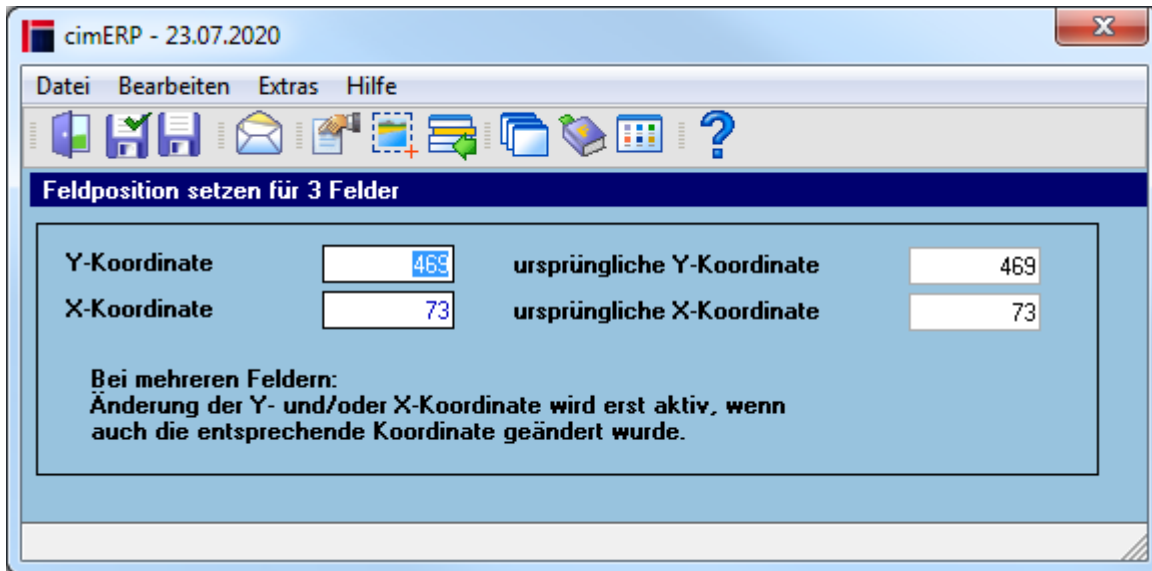 cimERP - 23.07.2020
Datei Bearbeiten Extras Hilfe
Feldposition setzen für 3 Felder
Y-Koordinate 469 ursprüngliche Y-Koordinate 469
X-Koordinate 73 ursprüngliche X-Koordinate 73
Bei mehreren Feldern:
Änderung der Y- und/oder X-Koordinate wird erst aktiv, wenn
auch die entsprechende Koordinate geändert wurde.